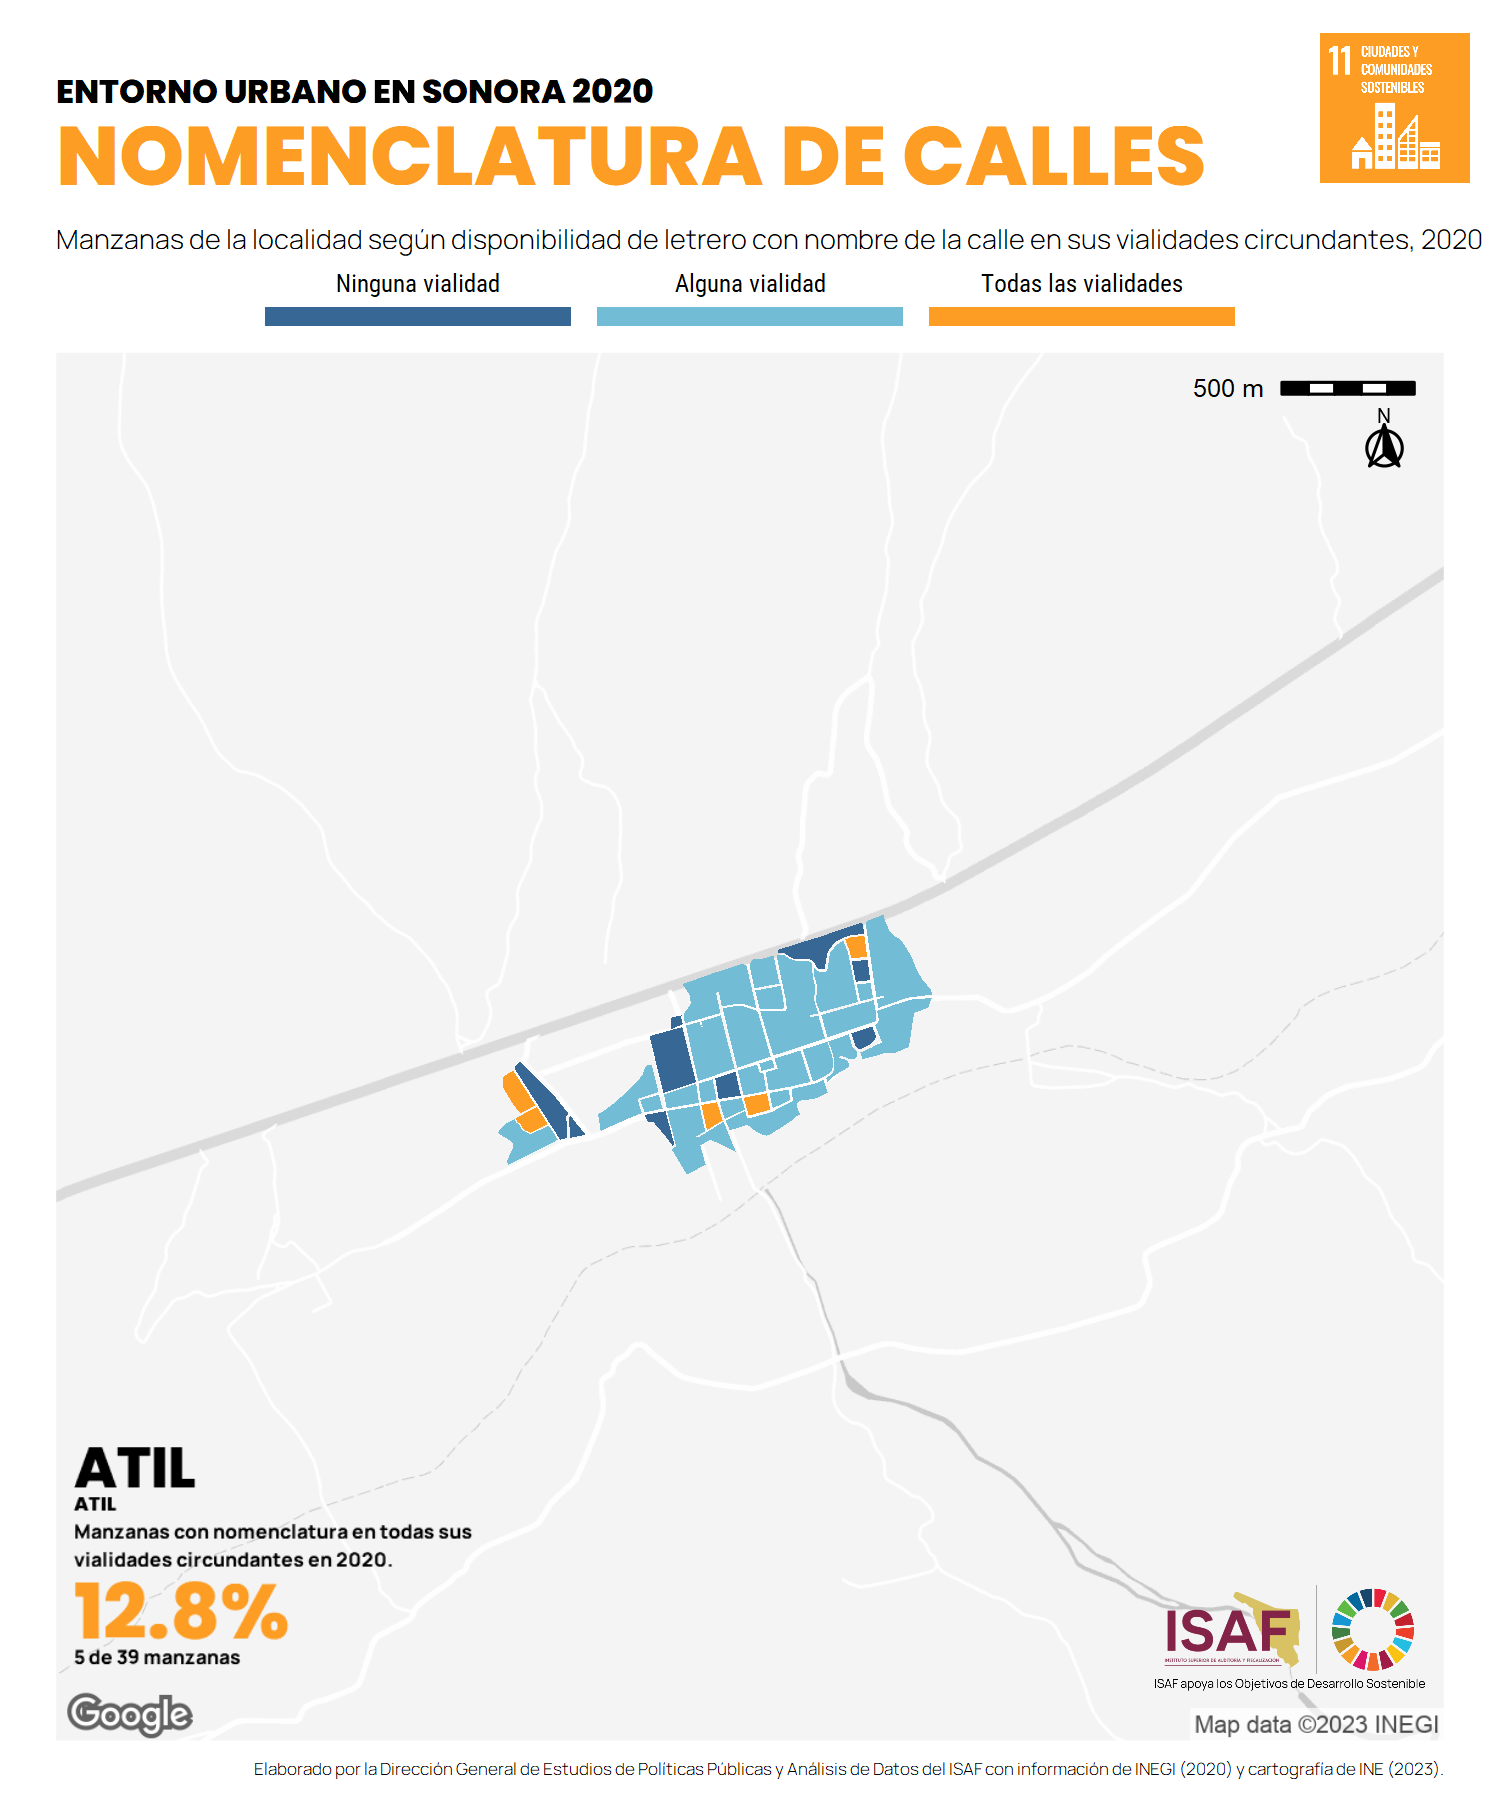 ENTORNO URBANO EN SONORA 2020
NOMENCLATURA DE CALLES
11 CIUDADES Y
COMUNIDADES
SOSTENIBLES
Manzanas de la localidad según disponibilidad de letrero con nombre de la calle en sus vialidades circundantes, 2020
Ninguna vialidad
Alguna vialidad
Todas las vialidades
500 m
N
ATIL
ATIL
Manzanas con nomenclatura en todas sus
vialidades circundantes en 2020.
12.8%
5 de 39 manzanas
Google
ISAF
INSTITUTO SUPERIOR DE AUDITORÍA Y FISCALIZACIÓN
ISAF apoya los Objetivos de Desarrollo Sostenible
Map data ©2023 INEGI
Elaborado por la Dirección General de Estudios de Políticas Públicas y Análisis de Datos del ISAF con información de INEGI (2020) y cartografía de INE (2023).